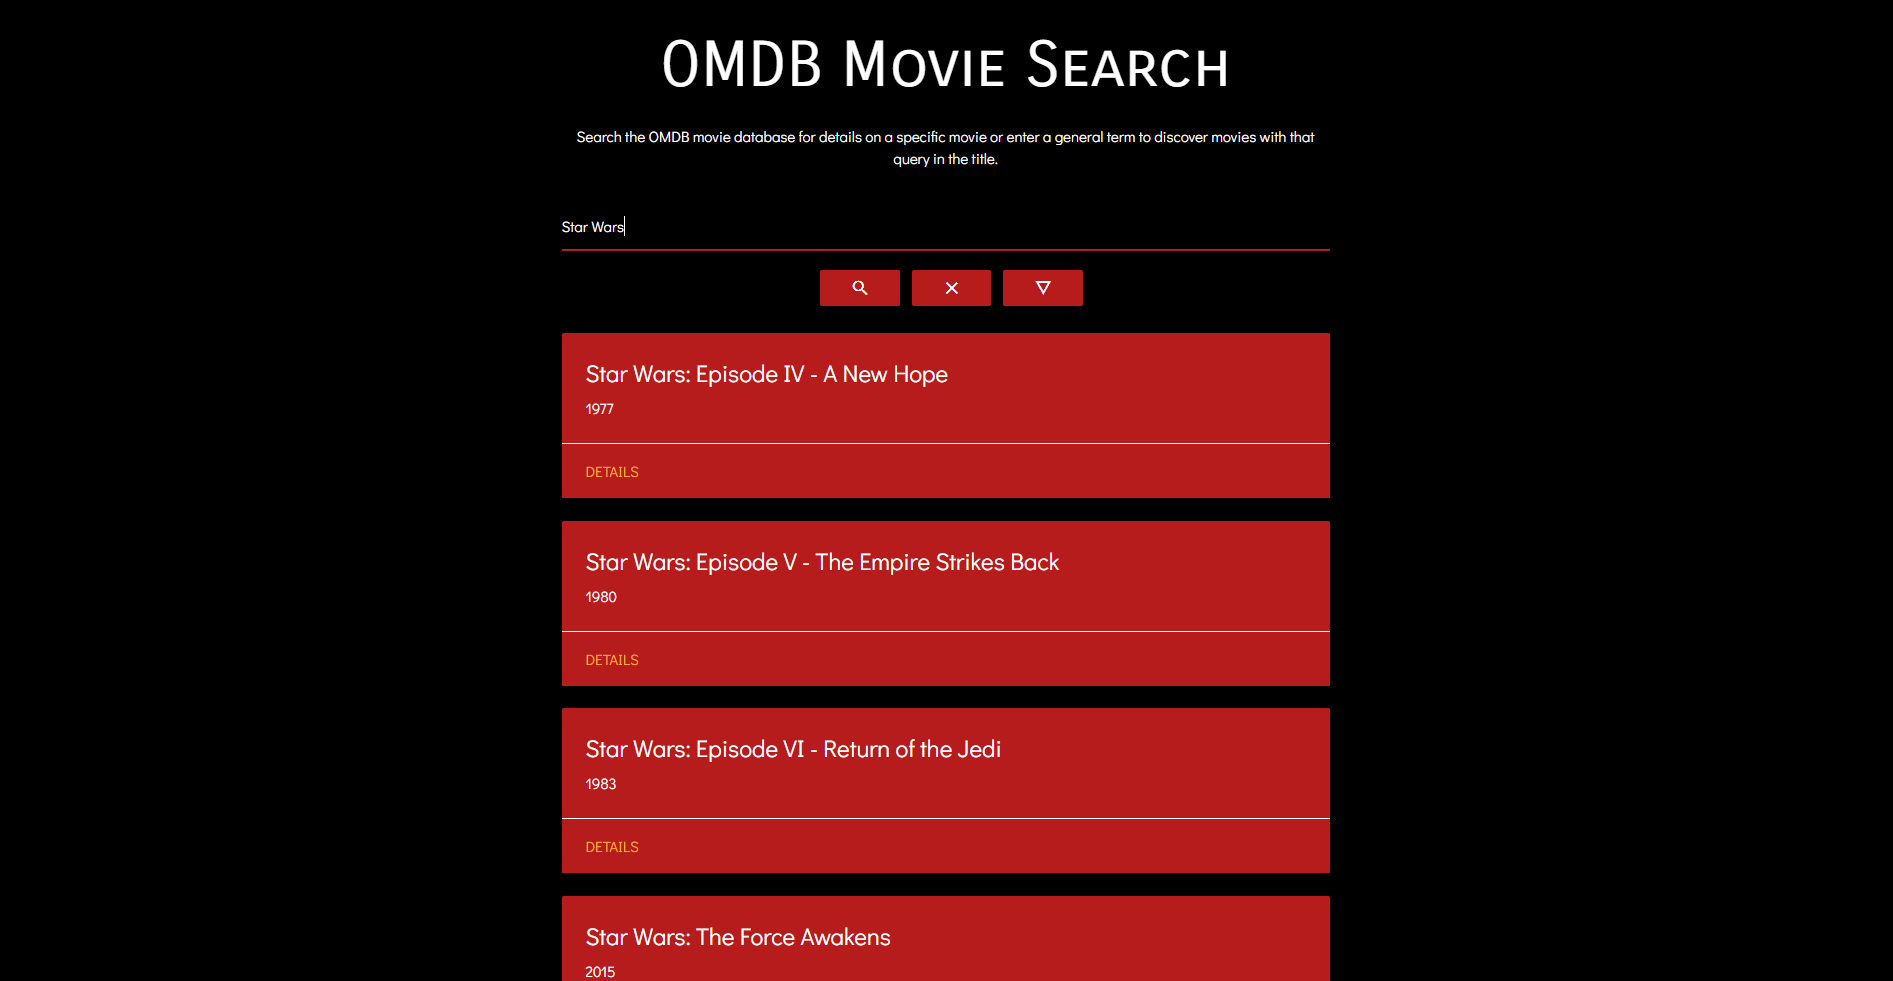 OMDB Movie Search
Search the OMDB movie database for details on a specific movie or enter a general term to discover movies with that
query in the title.
Star Wars
Star Wars: Episode IV - A New Hope
1977
DETAILS
Star Wars: Episode V - The Empire Strikes Back
1980
DETAILS
Star Wars: Episode VI - Return of the Jedi
1983
DETAILS
Star Wars: The Force Awakens
2015